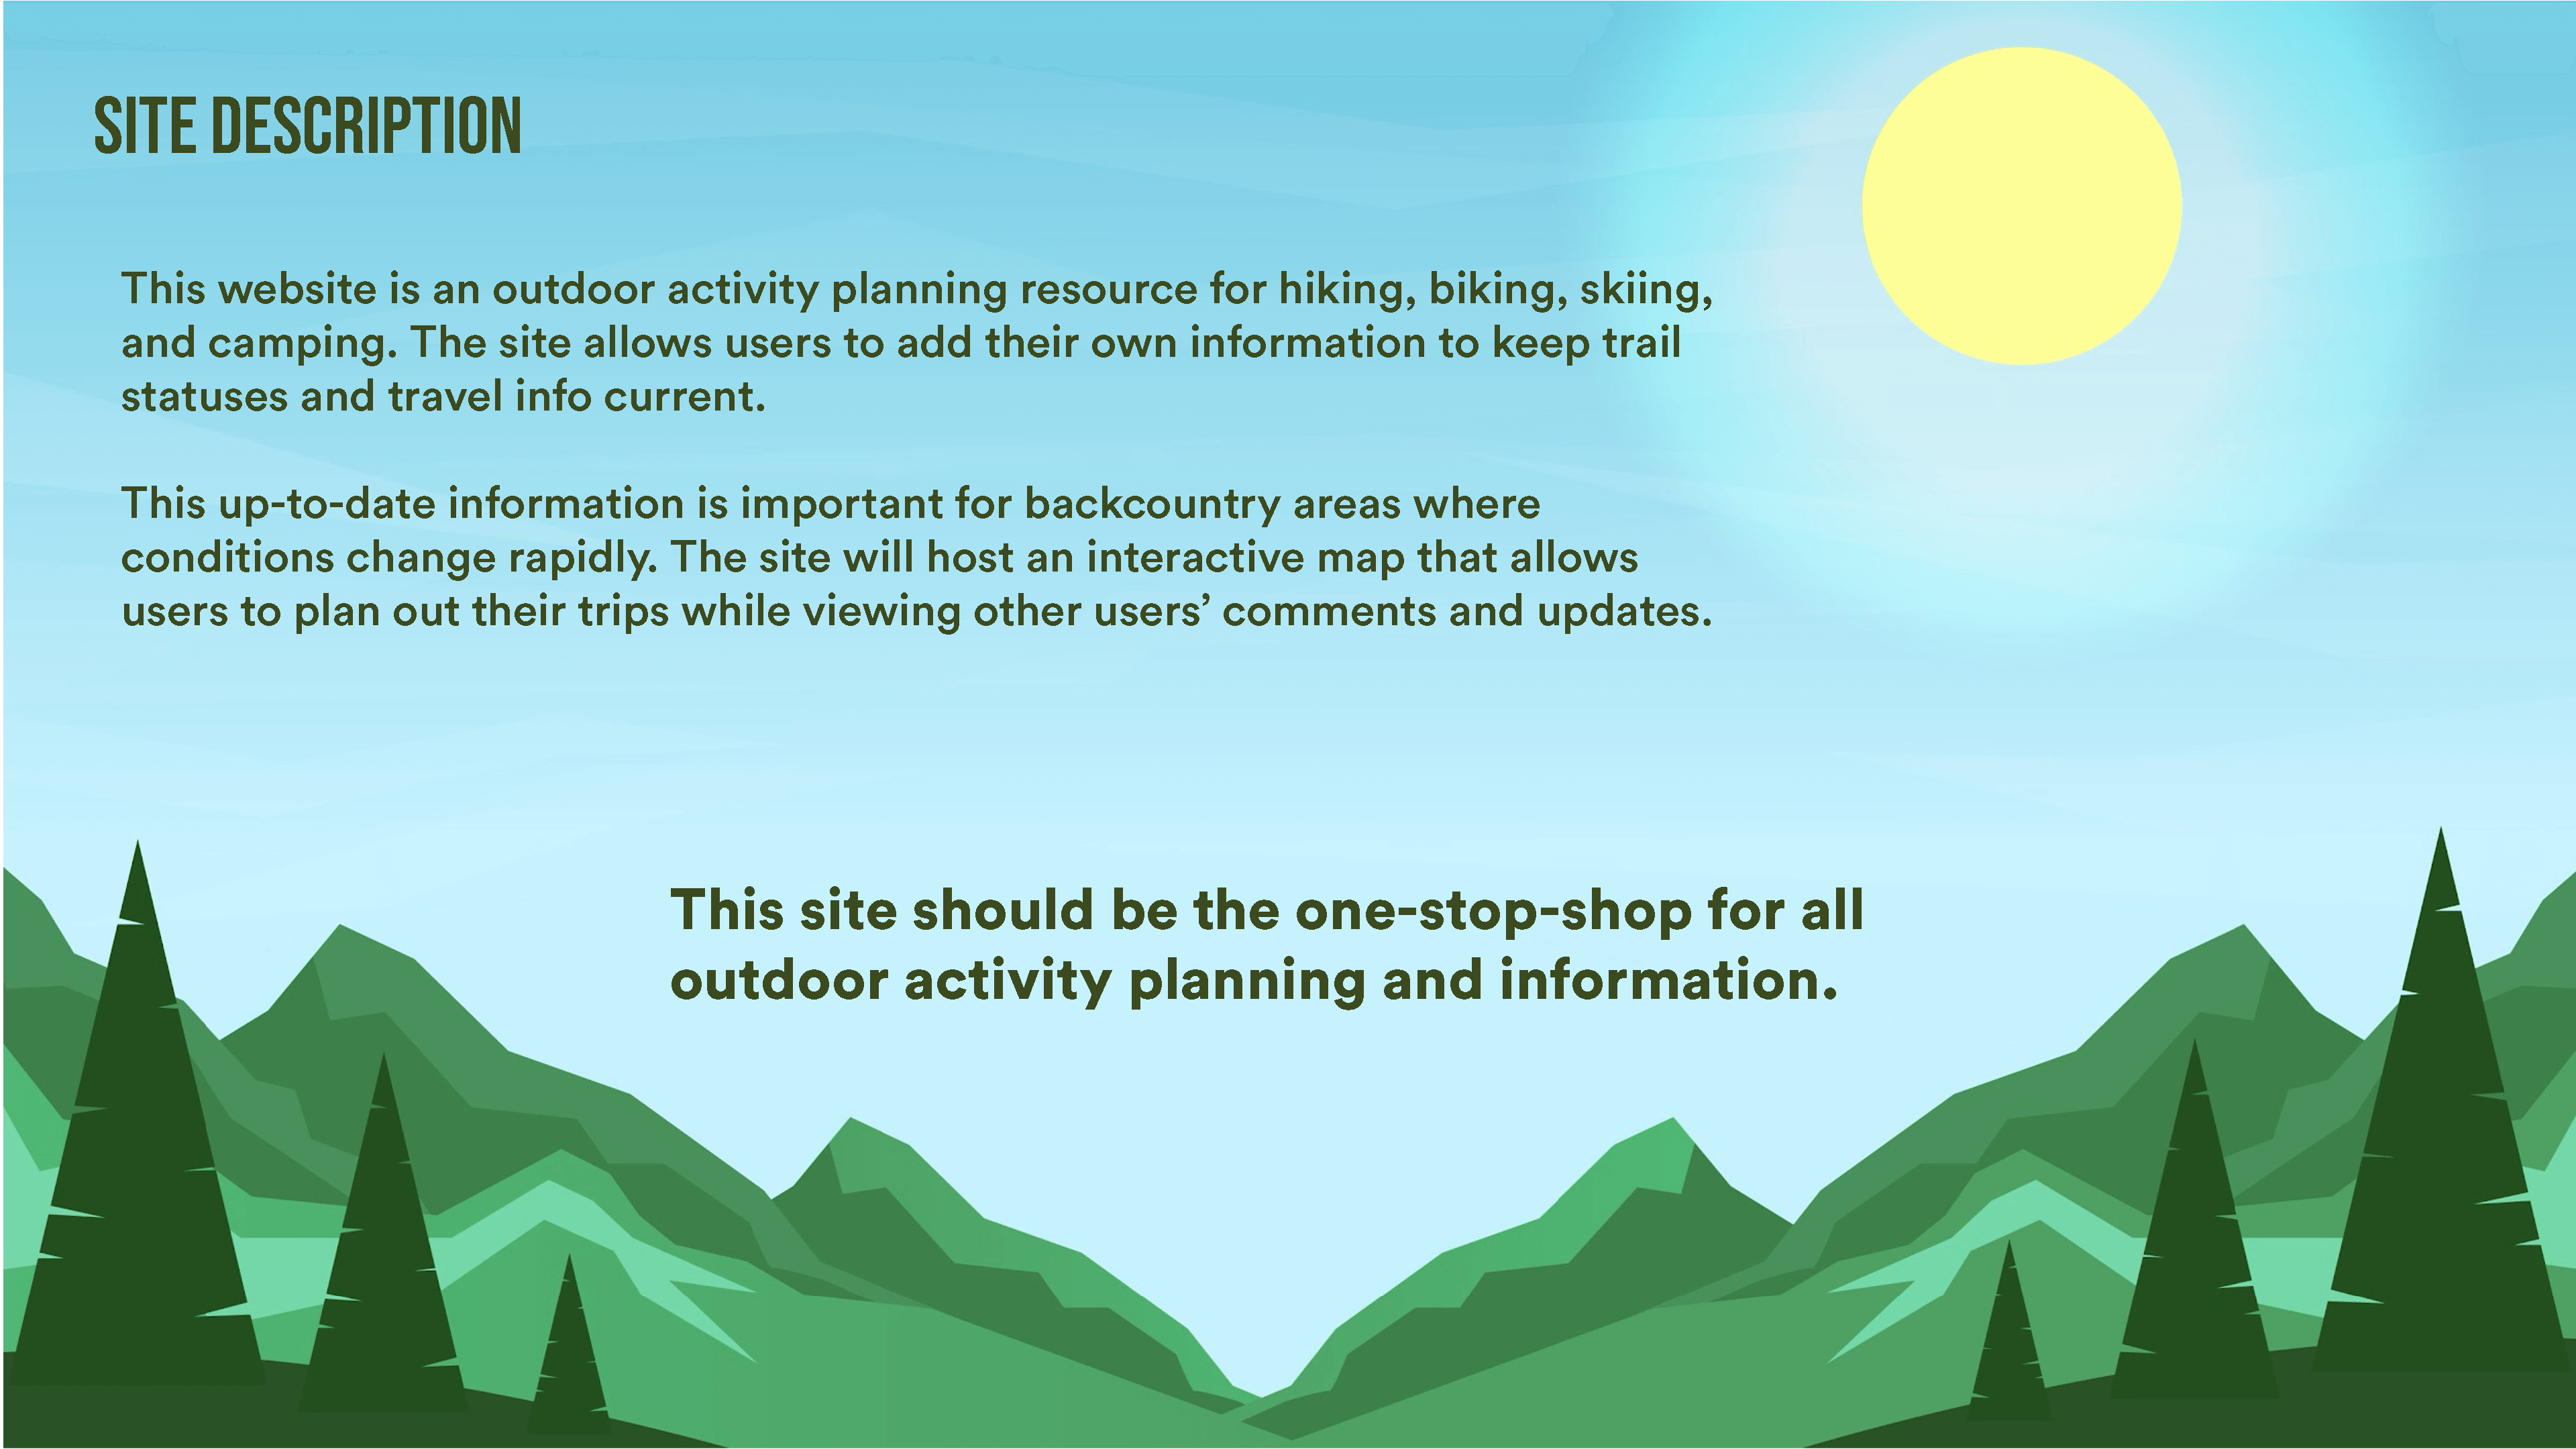 SITE DESCRIPTION
This website is an outdoor activity planning resource for hiking, biking, skiing,
and camping. The site allows users to add their own information to keep trail
statuses and travel info current.
This up-to-date information is important for backcountry areas where
conditions change rapidly. The site will host an interactive map that allows
users to plan out their trips while viewing other users’ comments and updates.
This site should be the one-stop-shop for all
outdoor activity planning and information.